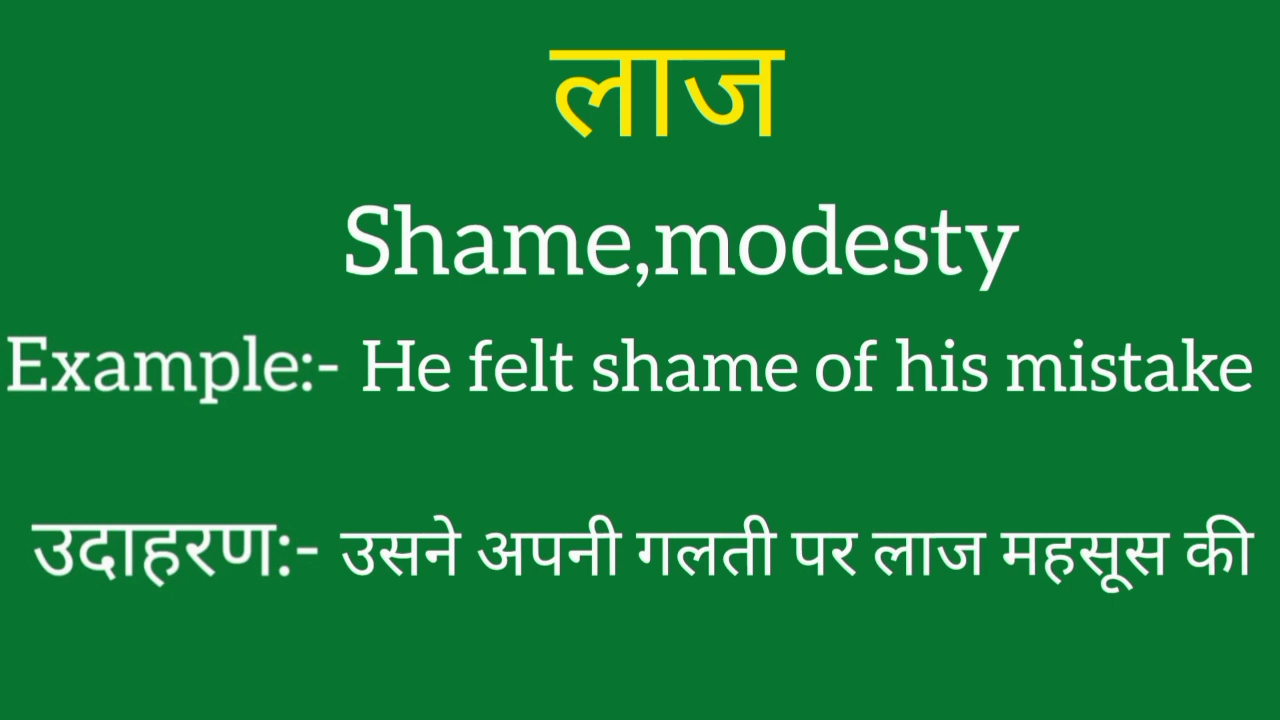 लाज
Shame,modesty
Example:- He felt shame of his mistake
उदाहरण:- उसने अपनी गलती पर लाज महसूस की